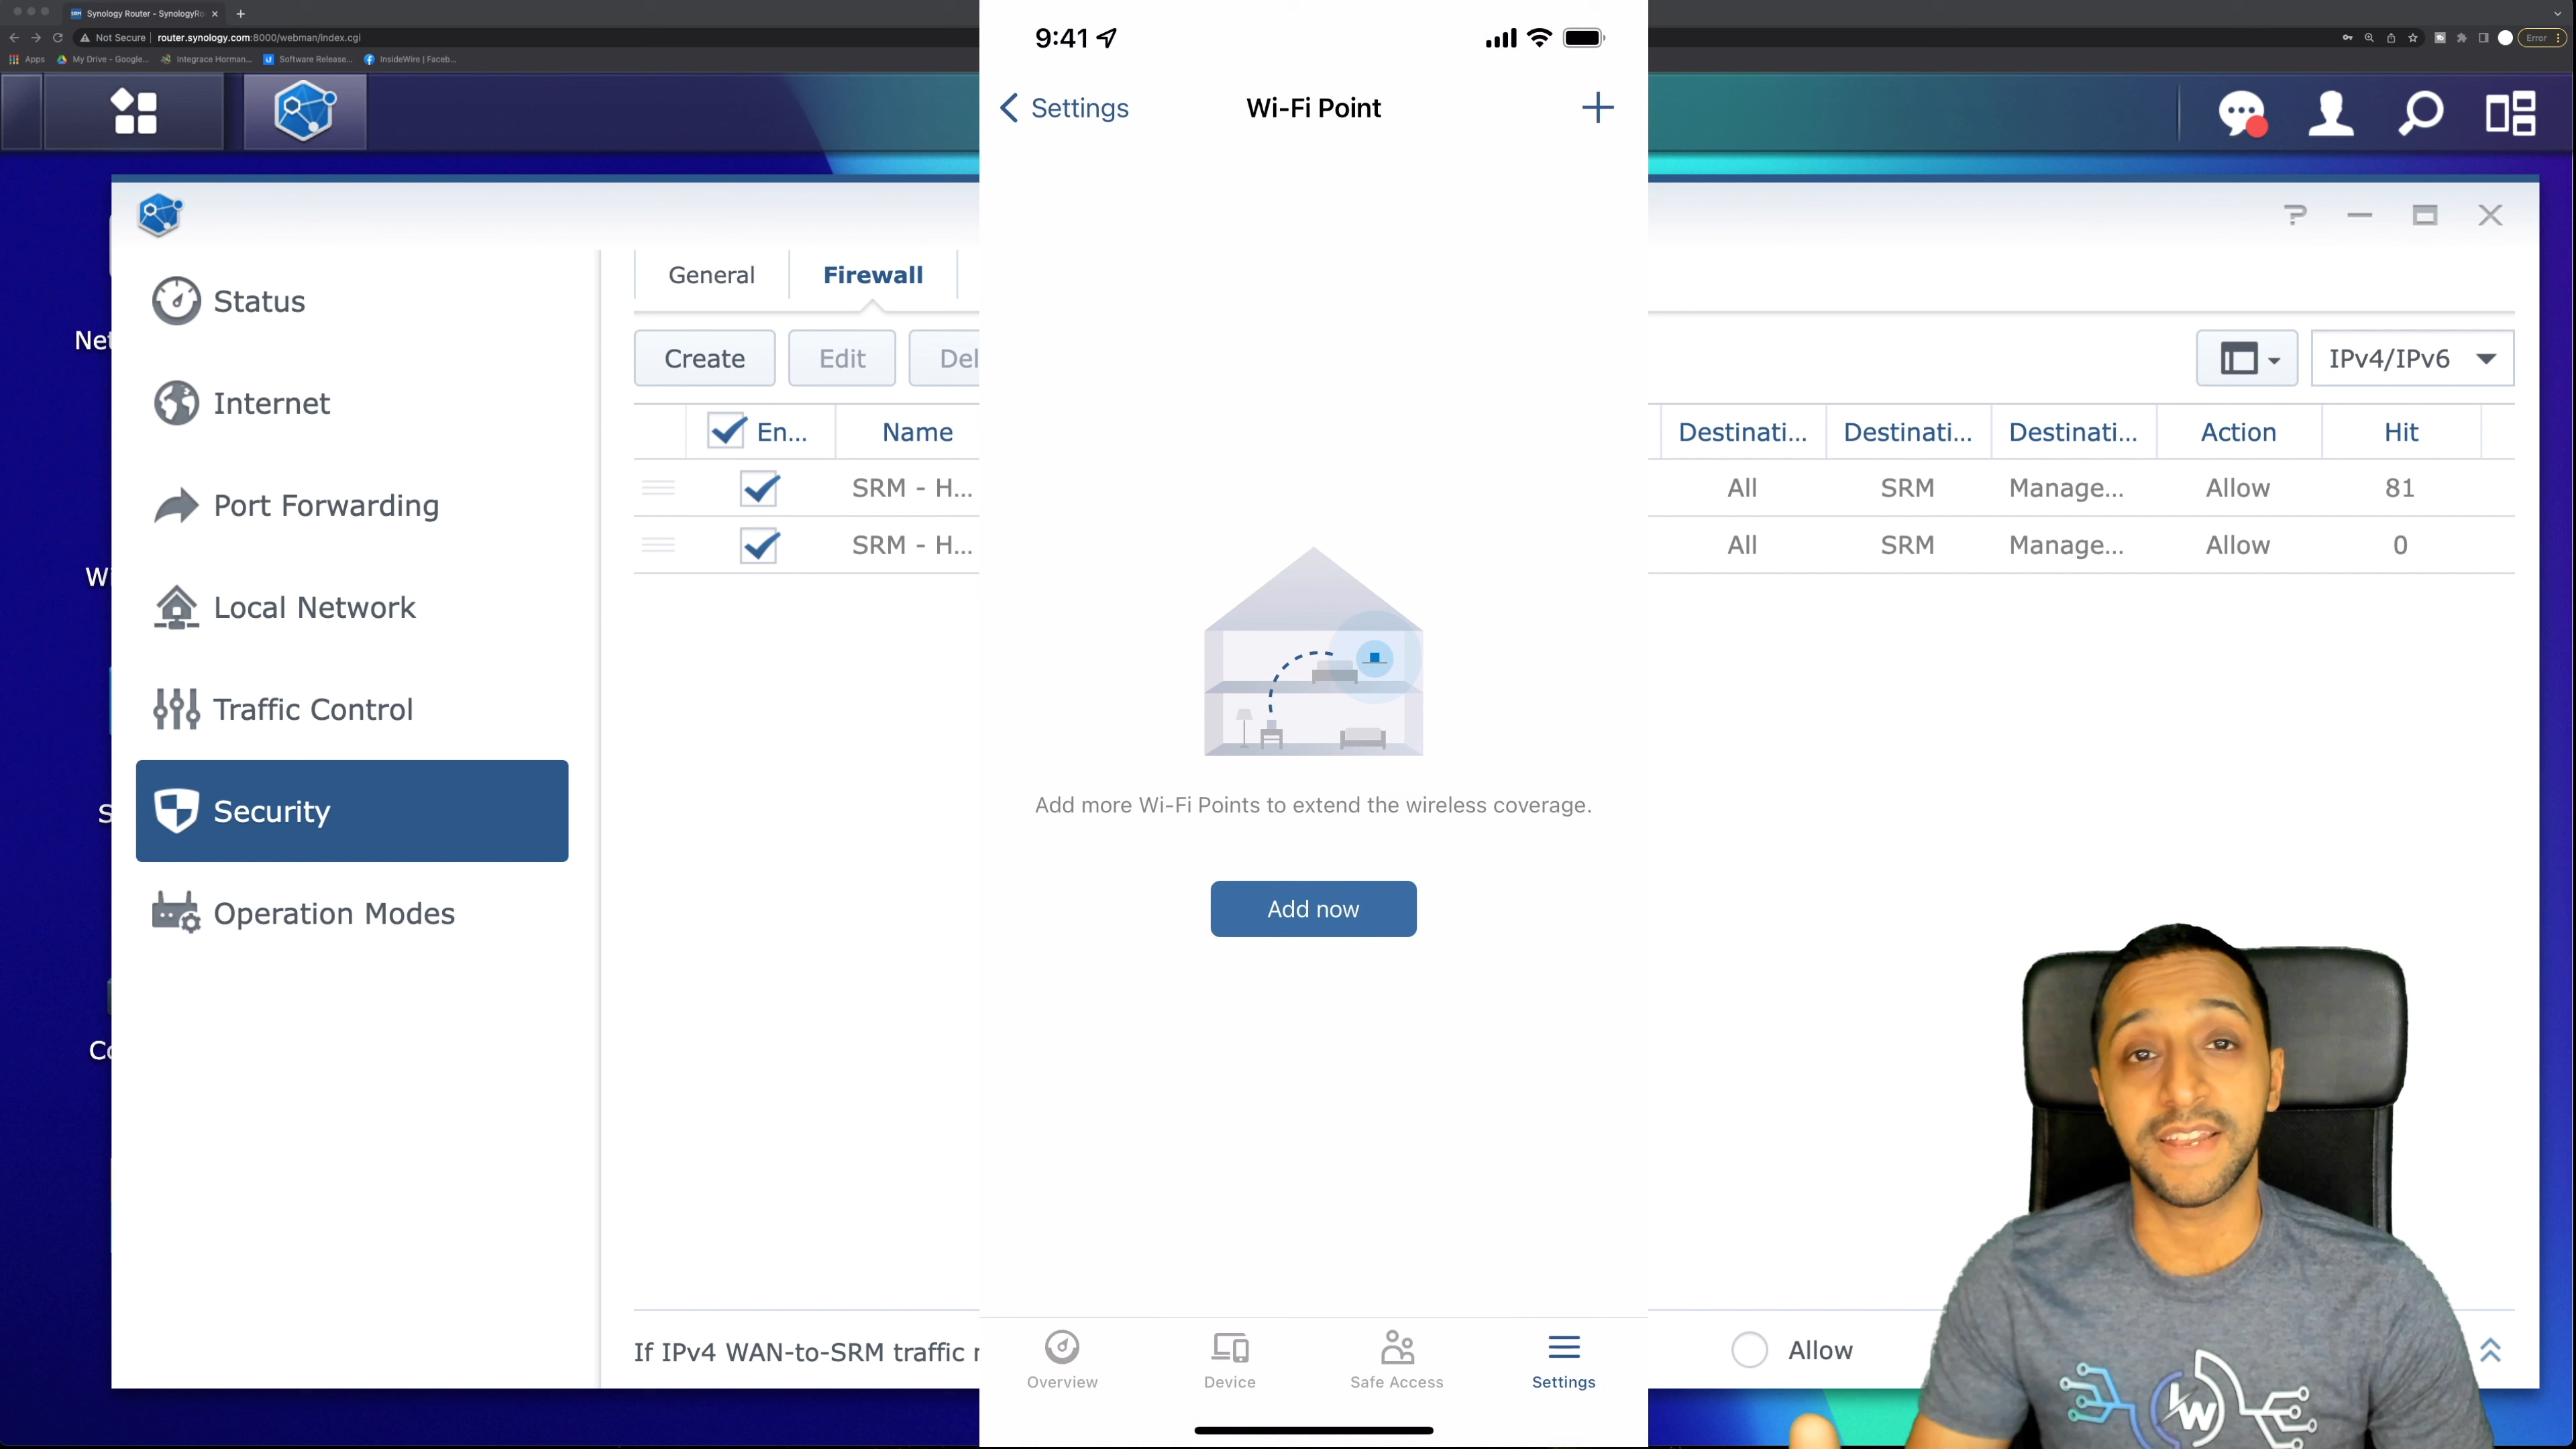 Synology Router - SynologyRo
Not Secure | router.synology.com:8000/webman/index.cgi
Error
Apps
My Drive - Google...
Integrace Horman...
Software Release...
InsideWire | Faceb...
9:41
Settings
Wi-Fi Point
General
Firewall
Status
Net
Create
Edit
Del
IPv4/IPv6
Internet
En...
Name
Destinati...
Destinati...
Destinati...
Action
Hit
SRM - H...
All
SRM
Manage...
Allow
81
Port Forwarding
SRM - H...
All
SRM
Manage...
Allow
0
Wi
Local Network
Traffic Control
S
Security
Add more Wi-Fi Points to extend the wireless coverage.
Add now
Operation Modes
Co
If IPv4 WAN-to-SRM traffic
Allow
Overview
Device
Safe Access
Settings